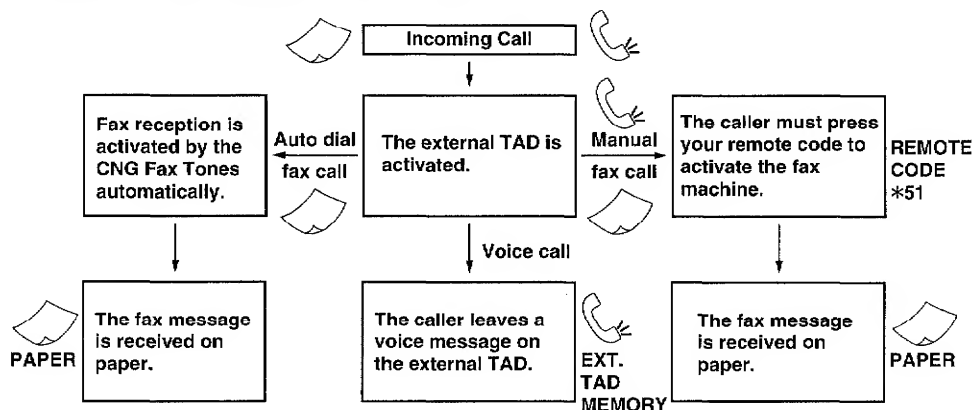 Incoming Call
Fax reception is
activated by the
CNG Fax Tones
automatically.
Auto dial
fax call
The external TAD is
activated.
Manual
fax call
The caller must press
your remote code to
activate the fax
machine.
REMOTE
CODE
*51
Voice call
PAPER
The fax message
is received on
paper.
The caller leaves a
voice message on
the external TAD.
EXT.
TAD
MEMORY
The fax message
is received on
paper.
PAPER